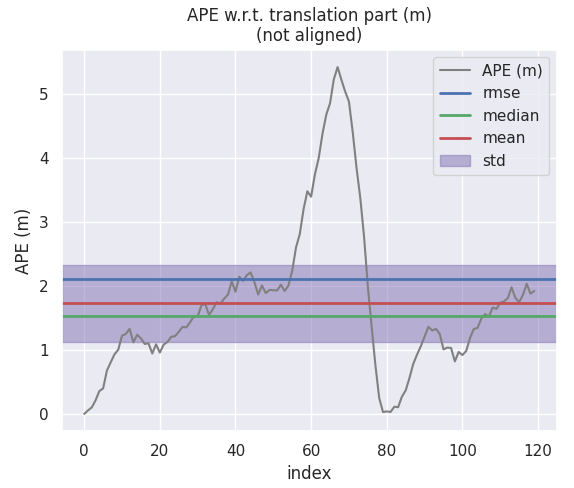 APE w.r.t. translation part (m)
(not aligned)
APE (m)
rmse
median
mean
std
APE (m)
5
4
3
2
1
0
0 20 40 60 80 100 120
index